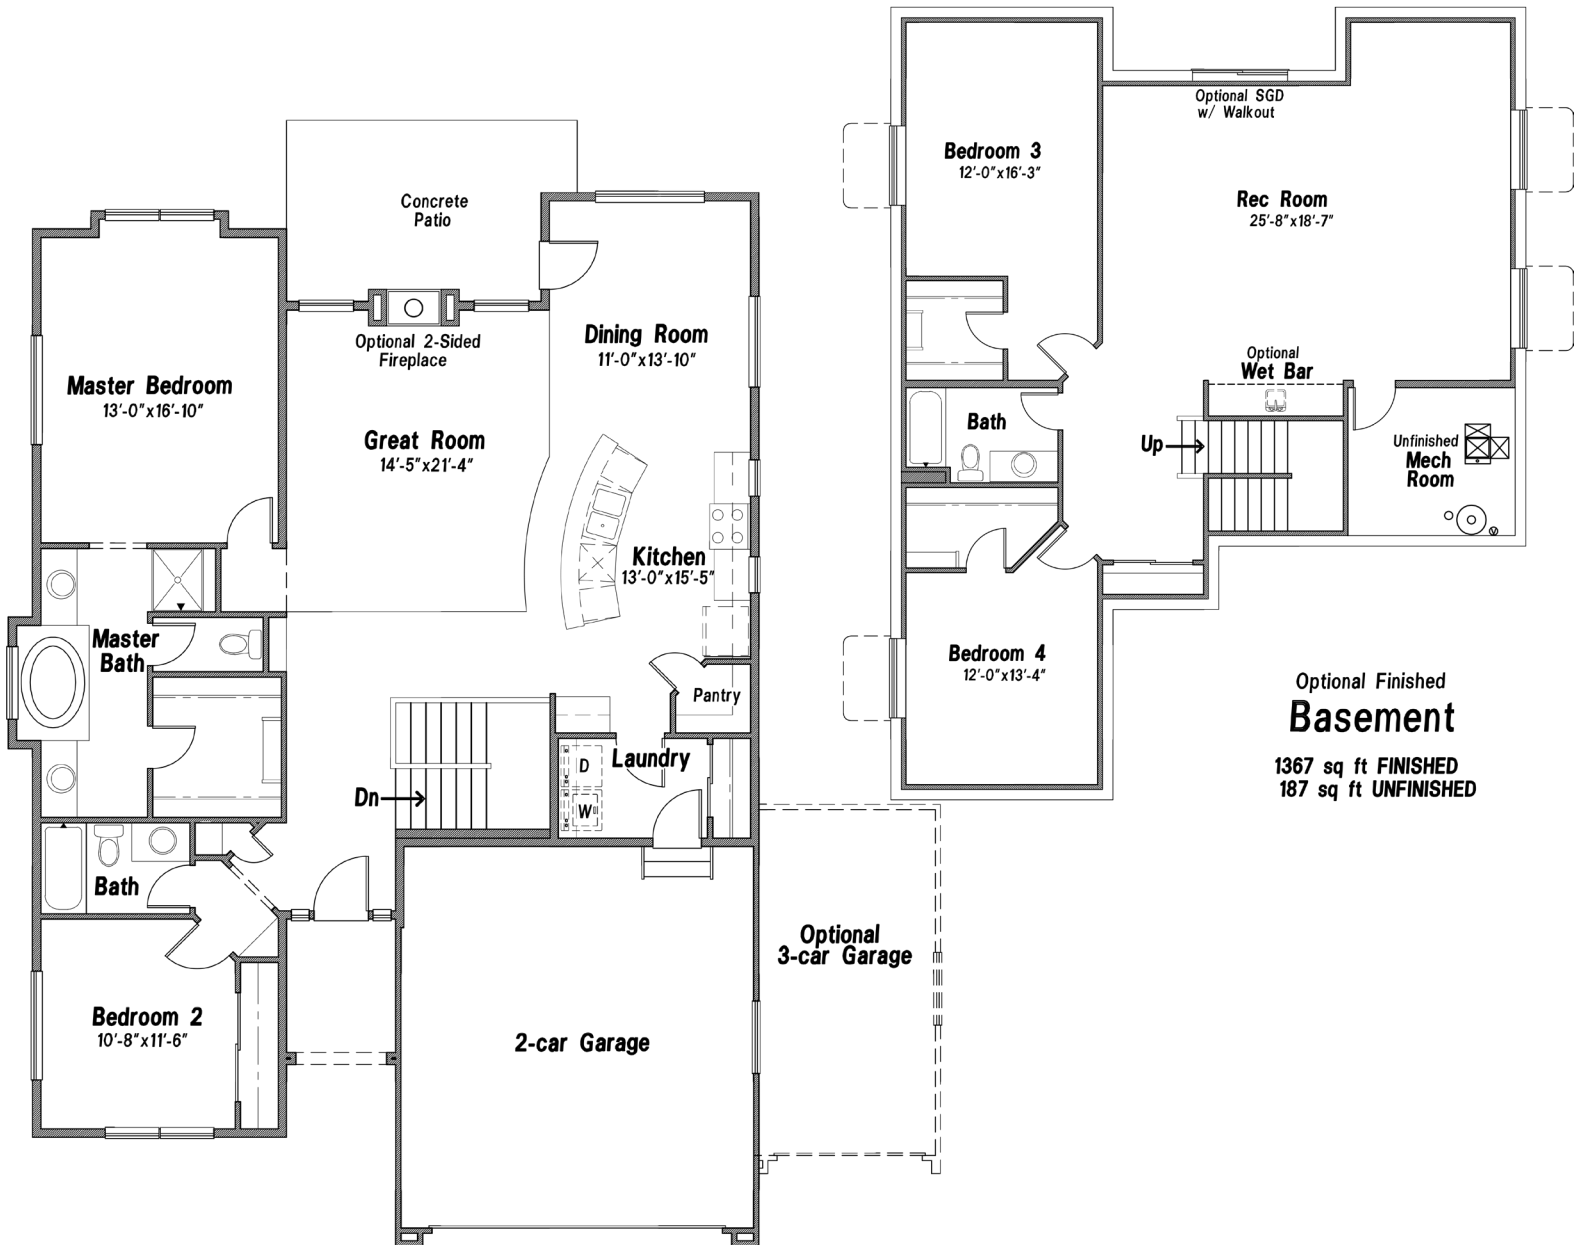 Concrete
Patio
Optional 2-Sided
Fireplace
Dining Room
11'-0"x13'-10"
Master Bedroom
13'-0"x16'-10"
Great Room
14'-5"x21'-4"
Kitchen
13'-0"x15'-5"
Master
Bath
Pantry
Laundry
D
W
Dn
Bath
Bedroom 2
10'-8"x11'-6"
2-car Garage
Optional
3-car Garage
Optional SGD
w/ Walkout
Bedroom 3
12'-0"x16'-3"
Rec Room
25'-8"x18'-7"
Optional
Wet Bar
Bath
Up
Unfinished
Mech
Room
Bedroom 4
12'-0"x13'-4"
Optional Finished
Basement
1367 sq ft FINISHED
187 sq ft UNFINISHED